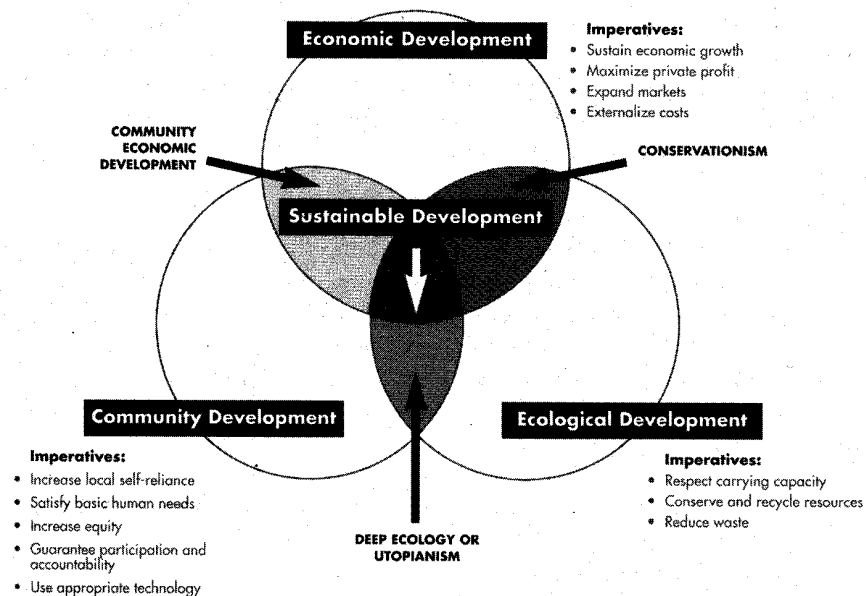 Economic Development
Imperatives:
• Sustain economic growth
• Maximize private profit
• Expand markets
• Externalize costs
COMMUNITY
ECONOMIC
DEVELOPMENT
CONSERVATIONISM
Sustainable Development
Community Development
Imperatives:
• Increase local self-reliance
• Satisfy basic human needs
• Increase equity
• Guarantee participation and
accountability
• Use appropriate technology
Ecological Development
Imperatives:
• Respect carrying capacity
• Conserve and recycle resources
• Reduce waste
DEEP ECOLOGY OR
UTOPIANISM